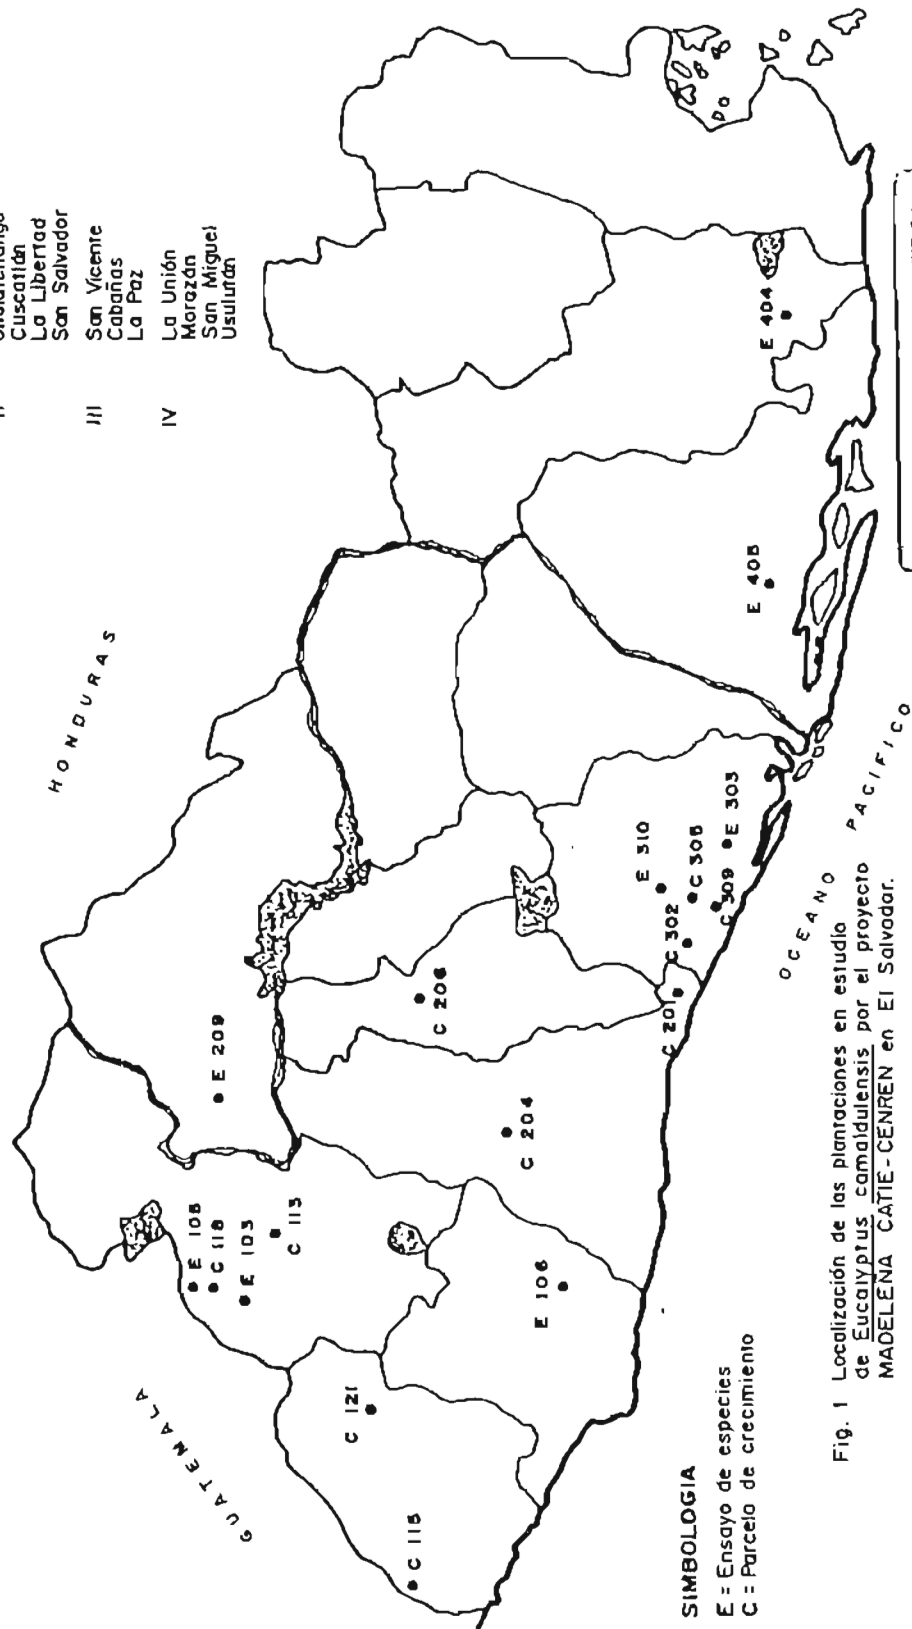 II
Cuscatlán
La Libertad
San Salvador
III San Vicente
Cabañas
La Paz
IV La Unión
Morazán
San Miguel
Usulután
HONDURAS
GUATEMALA
OCEANO PACIFICO
E 209
E 105
C 118
E 103
C 113
C 121
C 115
E 106
C 204
C 206
C 201
C 302
E 310
C 305
C 309
E 303
E 405
E 404
SIMBOLOGIA
E = Ensayo de especies
C = Parcela de crecimiento
Fig. 1 Localización de las plantaciones en estudio
de Eucalyptus camaldulensis por el proyecto
MADELEÑA CATIE-CENREN en El Salvador.